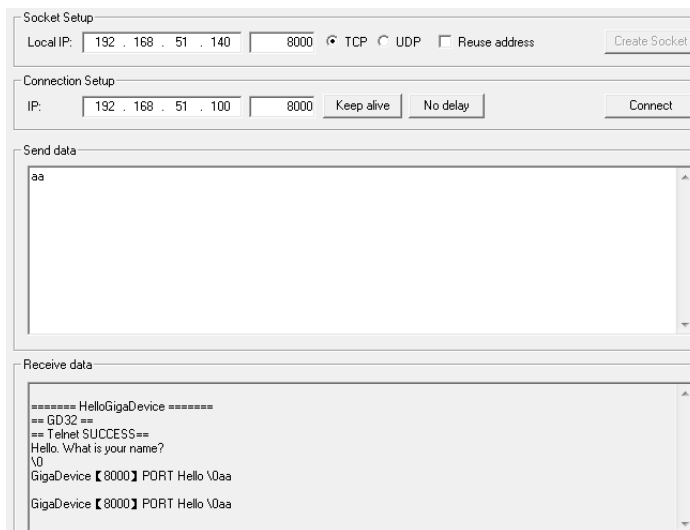 Socket Setup
Local IP: 192 . 168 . 51 . 140 8000 TCP UDP Reuse address Create Socket
Connection Setup
IP: 192 . 168 . 51 . 100 8000 Keep alive No delay Connect
Send data
aa
Receive data
======= HelloGigaDevice =======
== GD32 ==
== Telnet SUCCESS==
Hello. What is your name?
\0
GigaDevice【8000】PORT Hello \0aa
GigaDevice【8000】PORT Hello \0aa